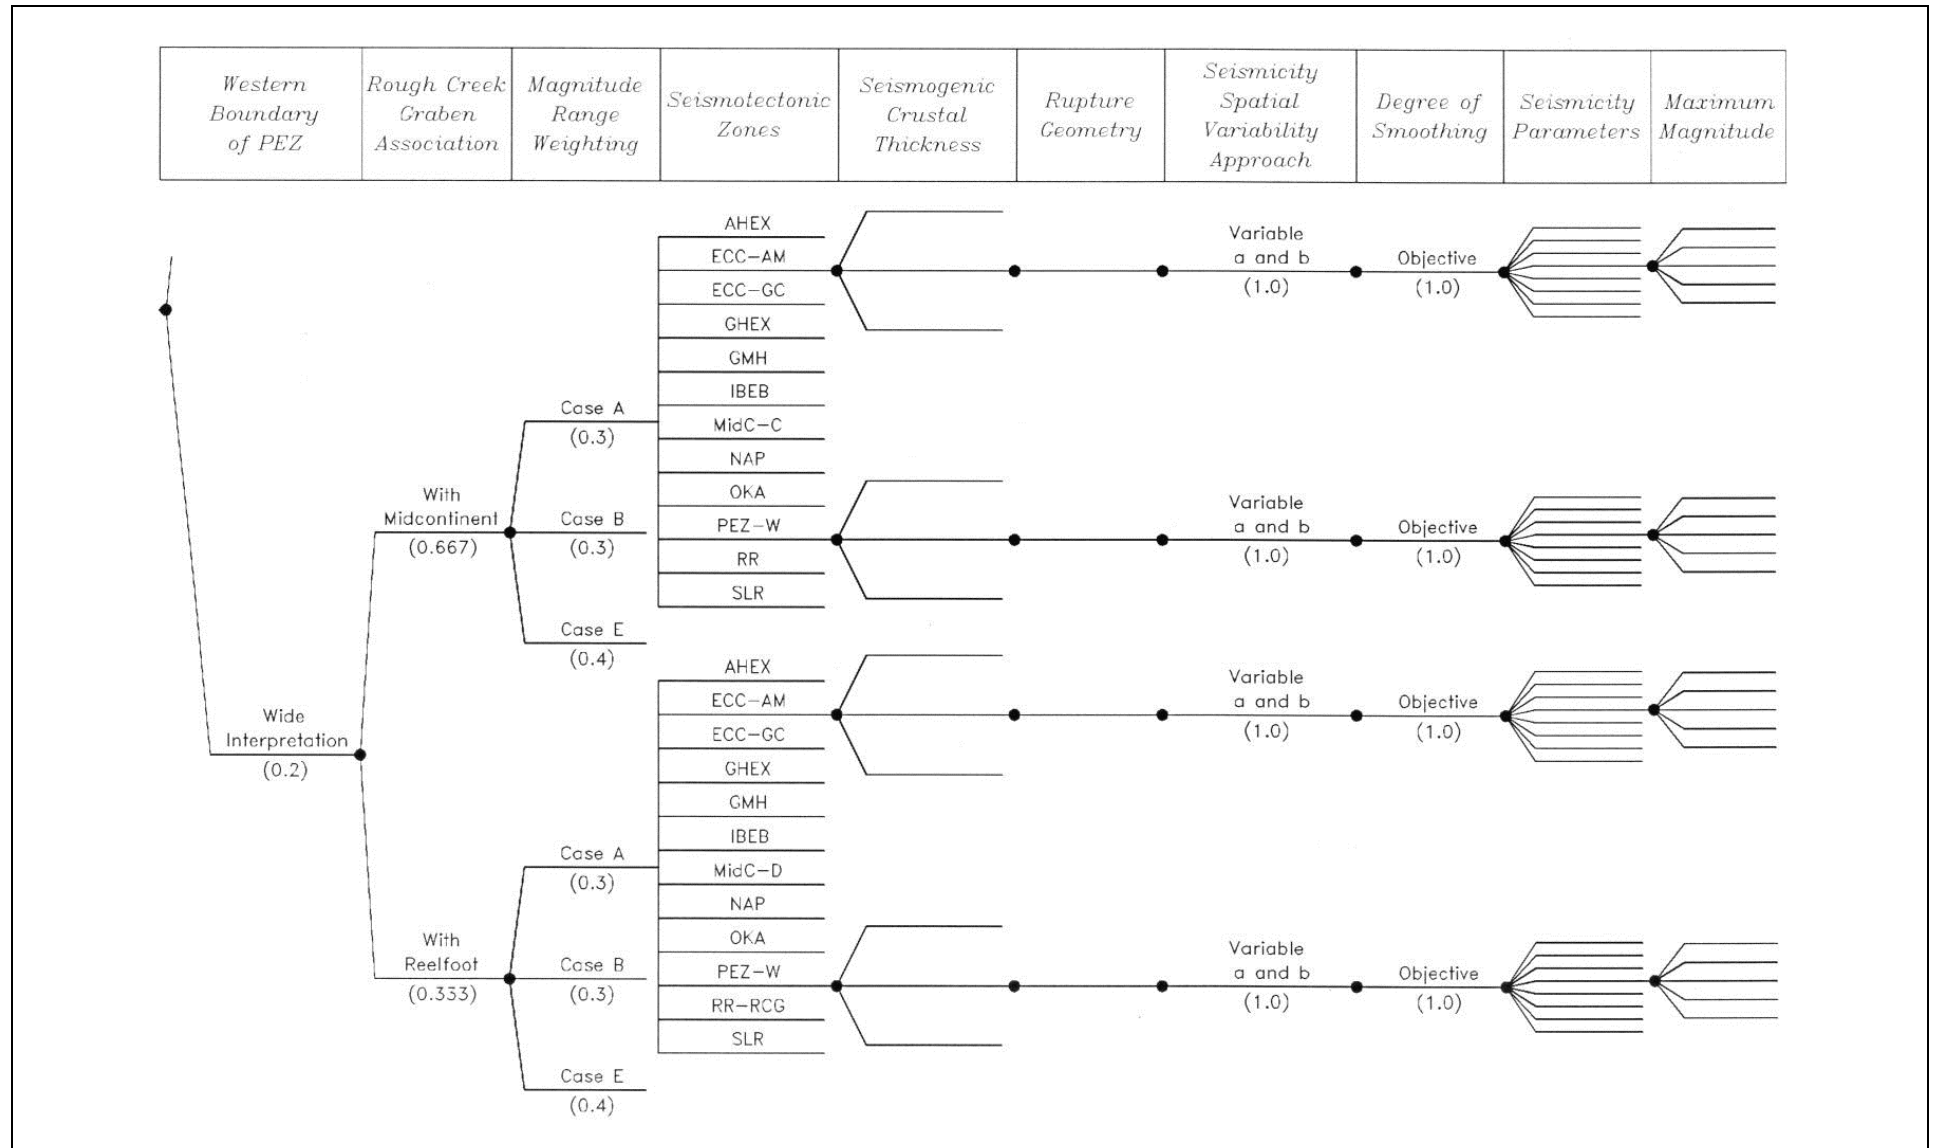 Western
Boundary
of PEZ
Rough Creek
Graben
Association
Magnitude
Range
Weighting
Seismotectonic
Zones
Seismogenic
Crustal
Thickness
Rupture
Geometry
Seismicity
Spatial
Variability
Approach
Degree of
Smoothing
Seismicity
Parameters
Maximum
Magnitude
Wide
Interpretation
(0.2)
With
Midcontinent
(0.667)
Case A
(0.3)
Case B
(0.3)
Case E
(0.4)
AHEX
ECC-AM
ECC-GC
GHEX
GMH
IBEB
MidC-C
NAP
OKA
PEZ-W
RR
SLR
Variable
a and b
(1.0)
Objective
(1.0)
Variable
a and b
(1.0)
Objective
(1.0)
With
Reelfoot
(0.333)
Case A
(0.3)
Case B
(0.3)
Case E
(0.4)
AHEX
ECC-AM
ECC-GC
GHEX
GMH
IBEB
MidC-D
NAP
OKA
PEZ-W
RR-RCG
SLR
Variable
a and b
(1.0)
Objective
(1.0)
Variable
a and b
(1.0)
Objective
(1.0)